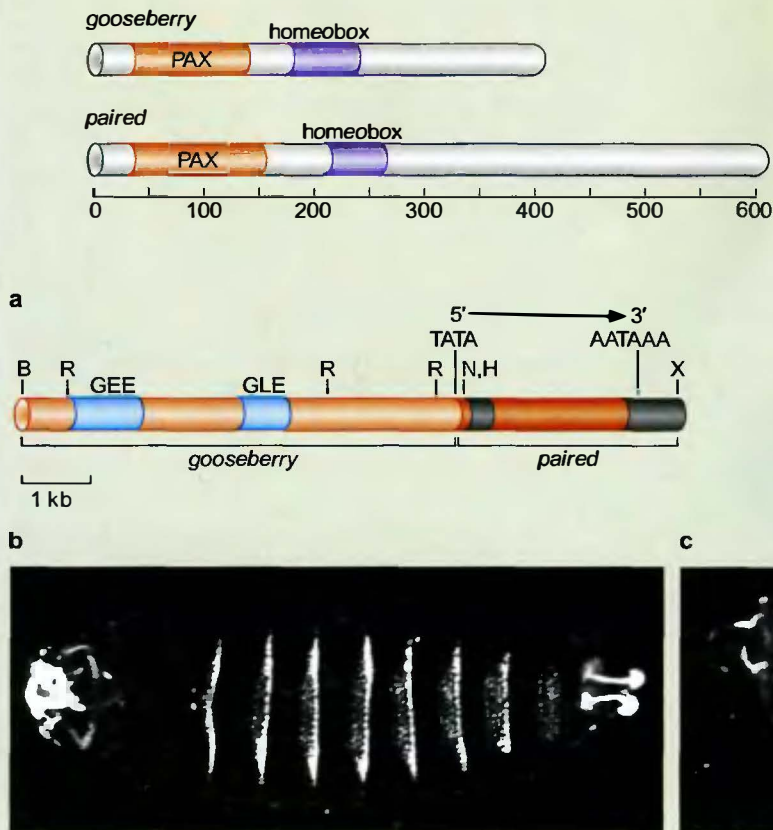 gooseberry
homeobox
PAX
paired
homeobox
PAX
0 100 200 300 400 500 600
a
5' 3'
TATA AATAAA
B R GEE GLE R R N,H X
gooseberry paired
1 kb
b c